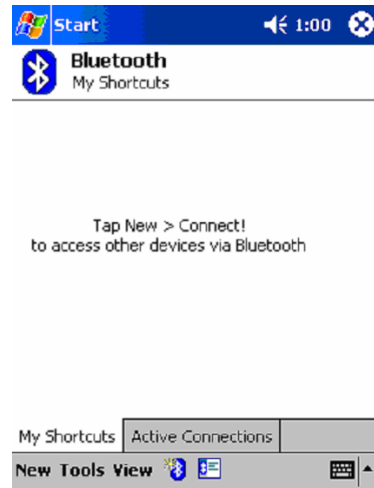 Start 1:00
Bluetooth
My Shortcuts
Tap New > Connect!
to access other devices via Bluetooth
My Shortcuts Active Connections
New Tools View